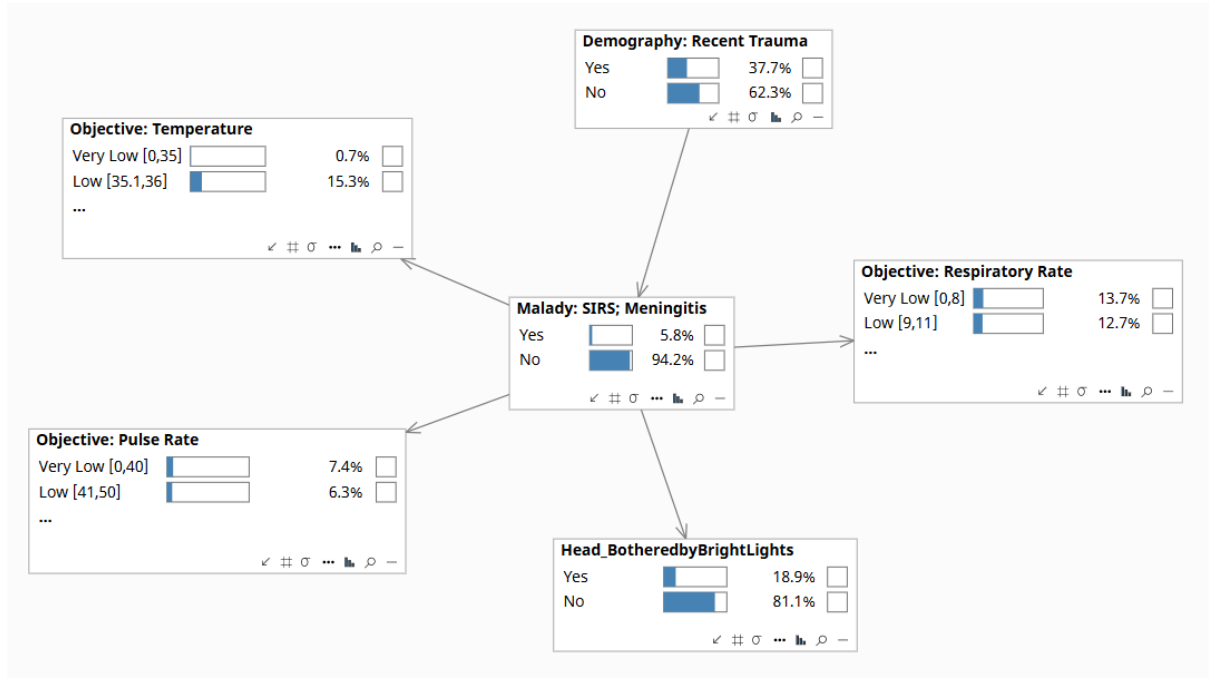 Demography: Recent Trauma
Yes 37.7%
No 62.3%
Objective: Temperature
Very Low [0,35] 0.7%
Low [35.1,36] 15.3%
...
Objective: Respiratory Rate
Very Low [0,8] 13.7%
Low [9,11] 12.7%
...
Malady: SIRS; Meningitis
Yes 5.8%
No 94.2%
Objective: Pulse Rate
Very Low [0,40] 7.4%
Low [41,50] 6.3%
...
Head_BotheredbyBrightLights
Yes 18.9%
No 81.1%